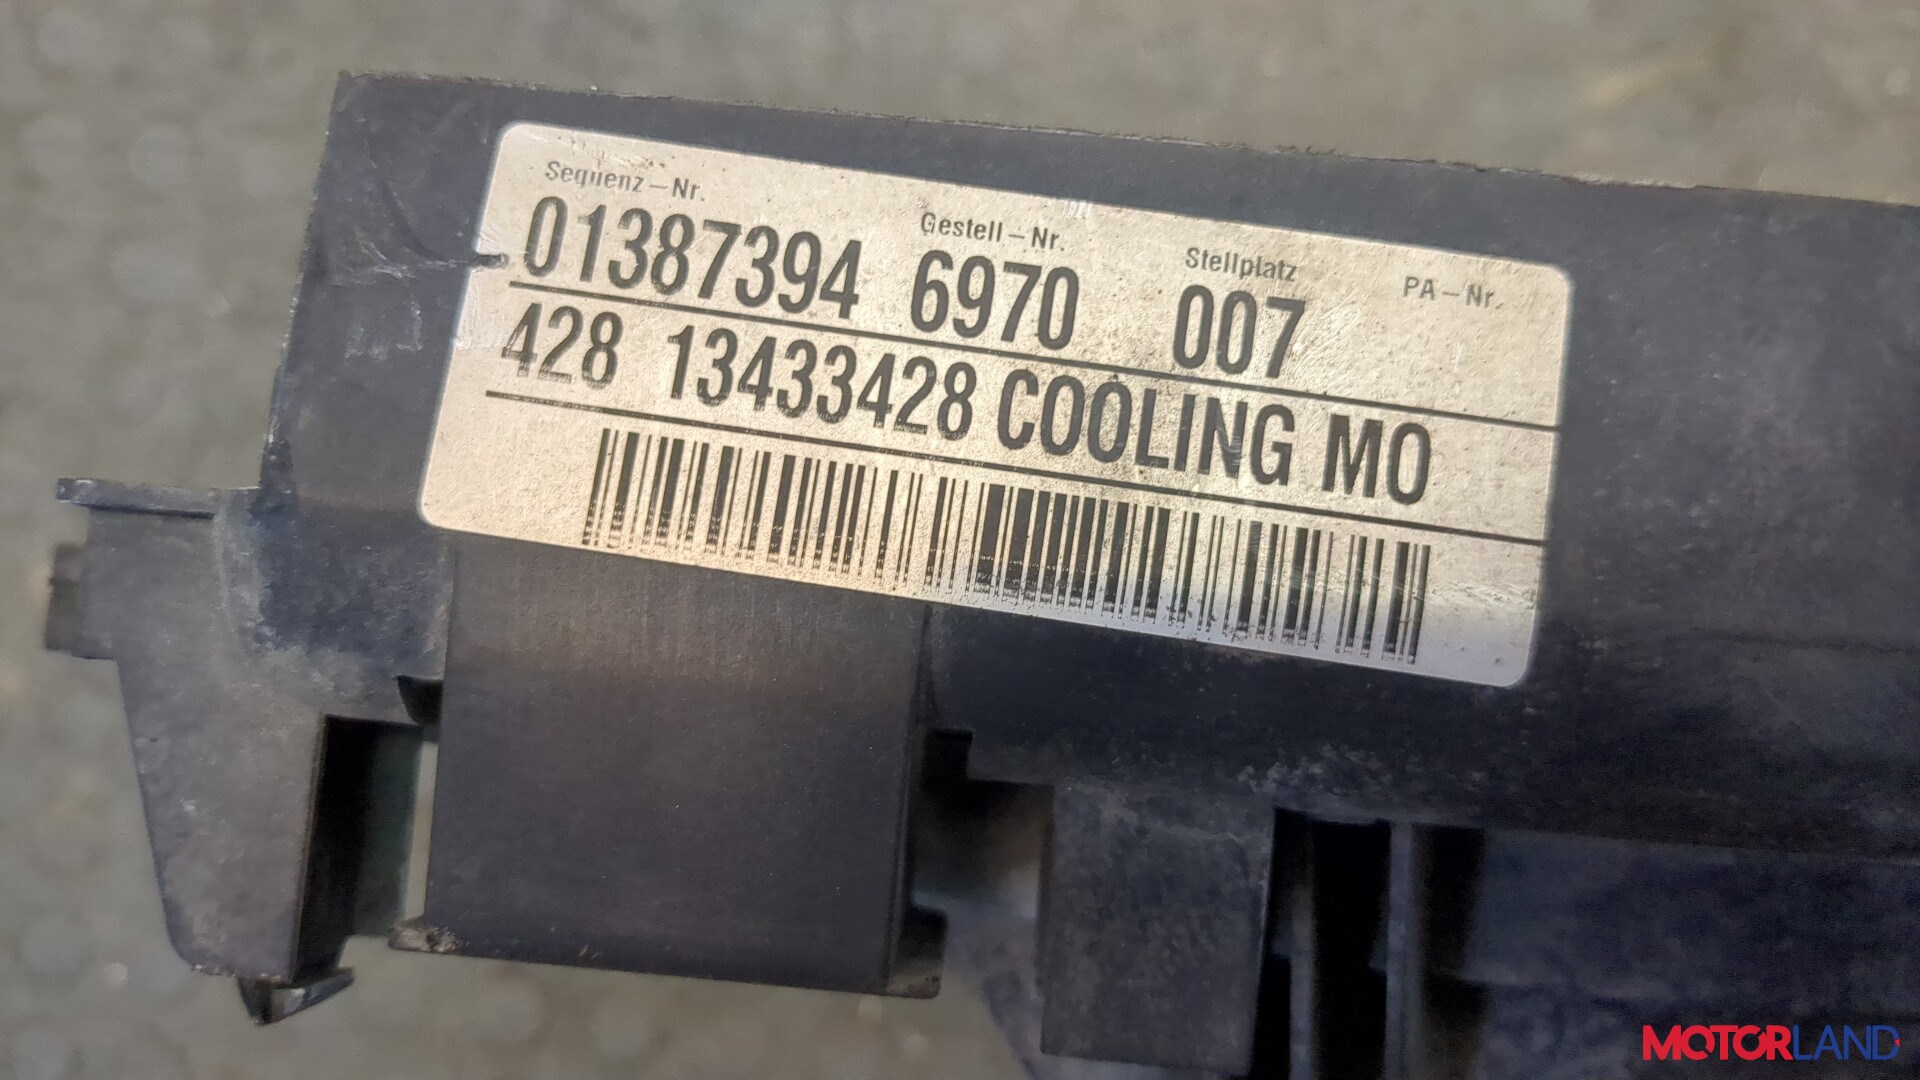 Sequenz-Nr. Gestell-Nr. Stellplatz PA-Nr.
01387394 6970 007
428 13433428 COOLING MO
MOTORLAND